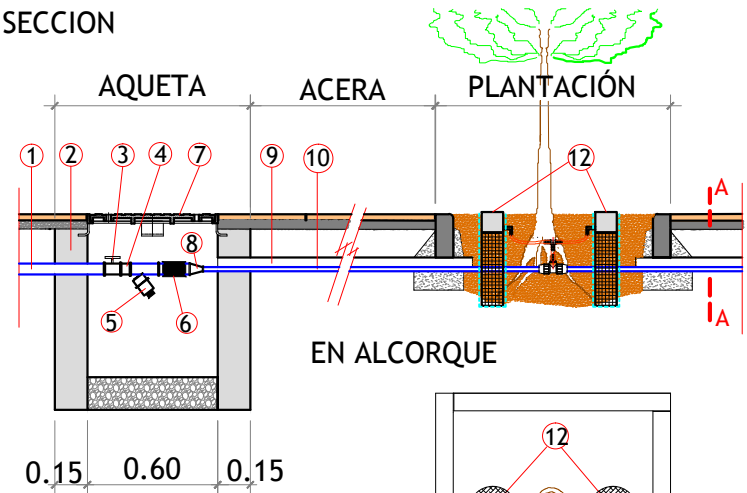 SECCION
AQUETA ACERA PLANTACIÓN
1 2 3 4 7 9 10 12
A
8
5 6
A
EN ALCORQUE
12
0.15 0.60 0.15